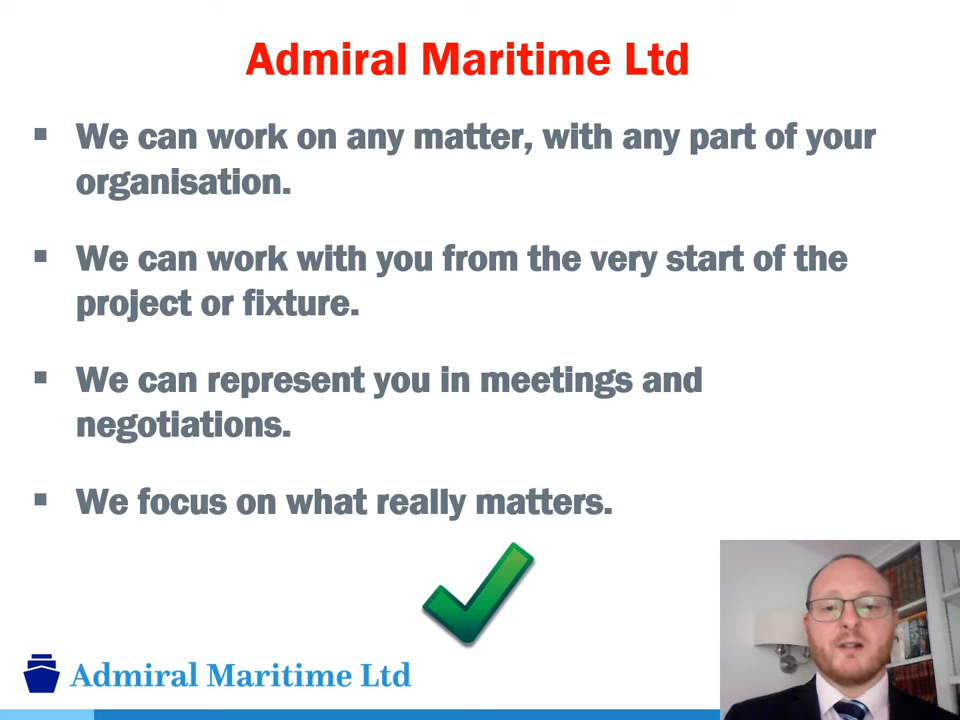 Admiral Maritime Ltd
We can work on any matter, with any part of your
organisation.
We can work with you from the very start of the
project or fixture.
We can represent you in meetings and
negotiations.
We focus on what really matters.
Admiral Maritime Ltd